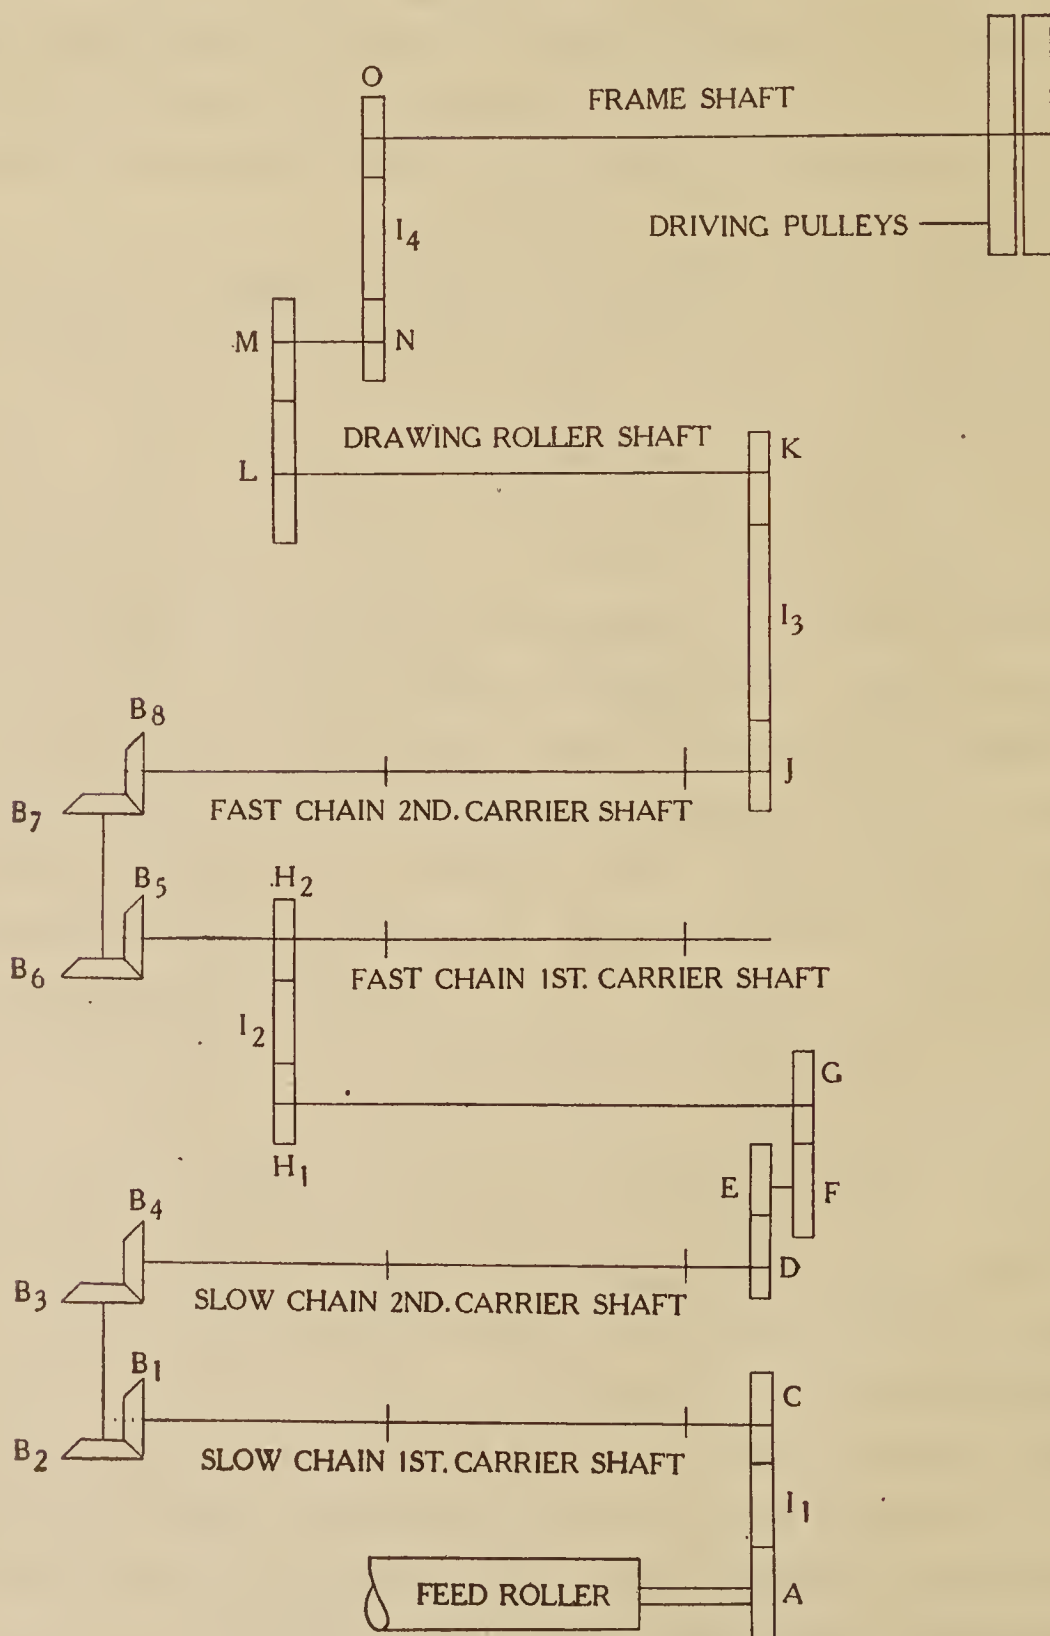 O
FRAME SHAFT
DRIVING PULLEYS
I4
M
N
DRAWING ROLLER SHAFT
K
L
I3
B8
J
B7
FAST CHAIN 2ND. CARRIER SHAFT
B5
H2
B6
FAST CHAIN 1ST. CARRIER SHAFT
I2
G
H1
E
F
B4
D
B3
SLOW CHAIN 2ND. CARRIER SHAFT
B1
C
B2
SLOW CHAIN 1ST. CARRIER SHAFT
I1
FEED ROLLER
A